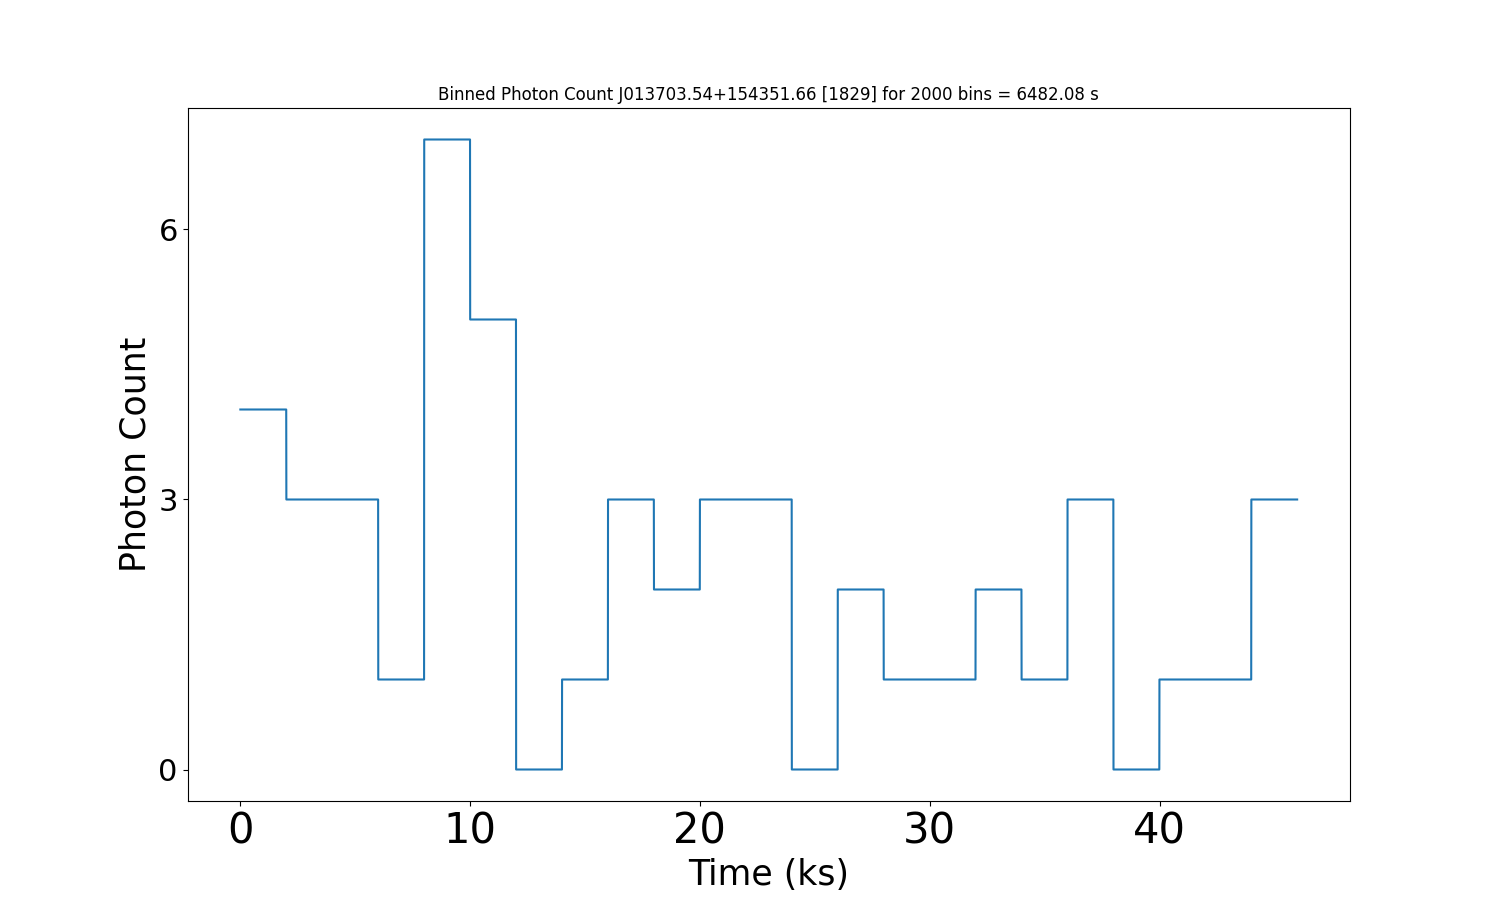 Binned Photon Count J013703.54+154351.66 [1829] for 2000 bins = 6482.08 s
6
3
0
Photon Count
0 10 20 30 40
Time (ks)